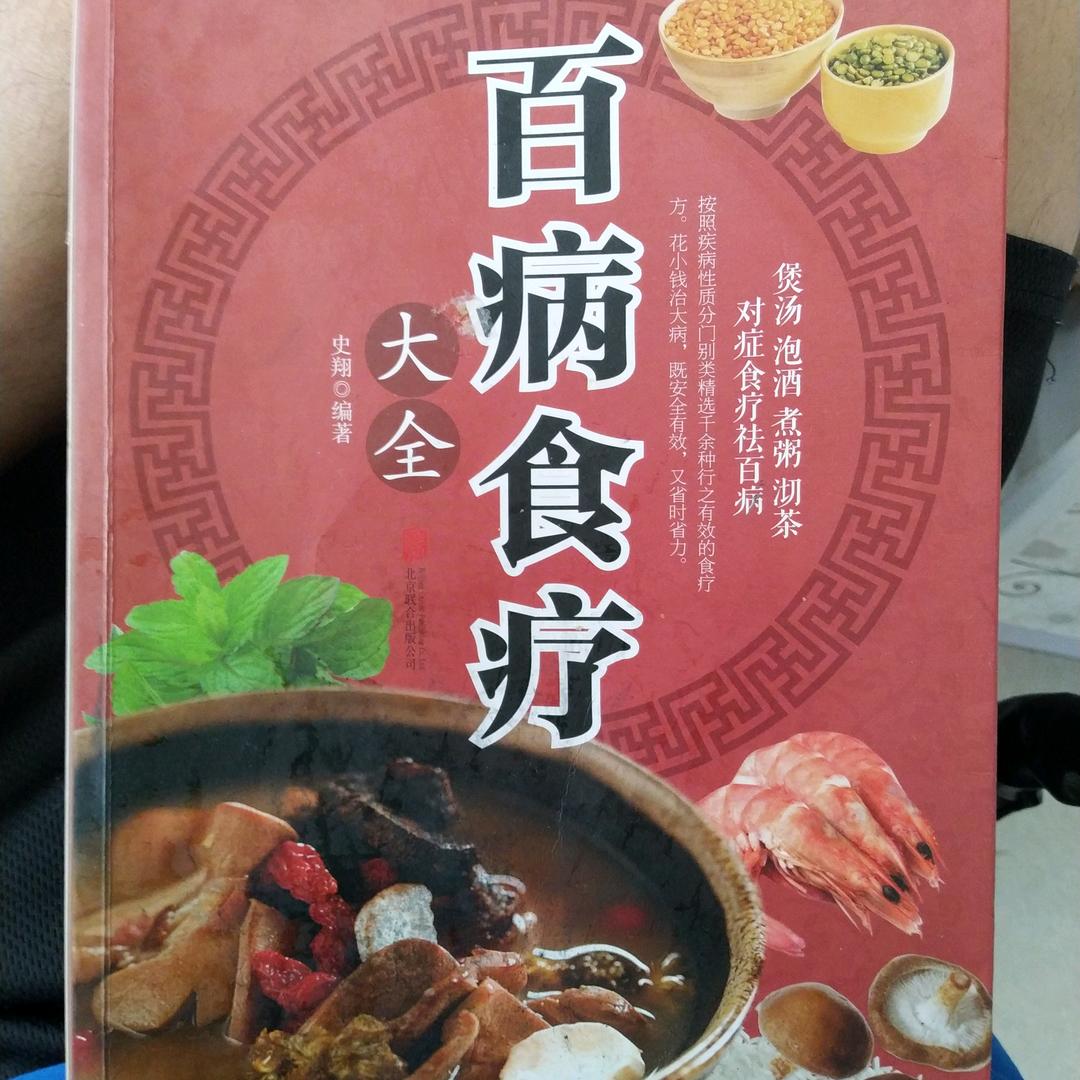 煲汤 泡酒 煮粥 沏茶
对症食疗祛百病
按照疾病性质分门别类精选千余种行之有效的食疗
方。花小钱治大病，既安全有效，又省时省力。
百病食疗
大全
史翔◎编著
北京联合出版公司